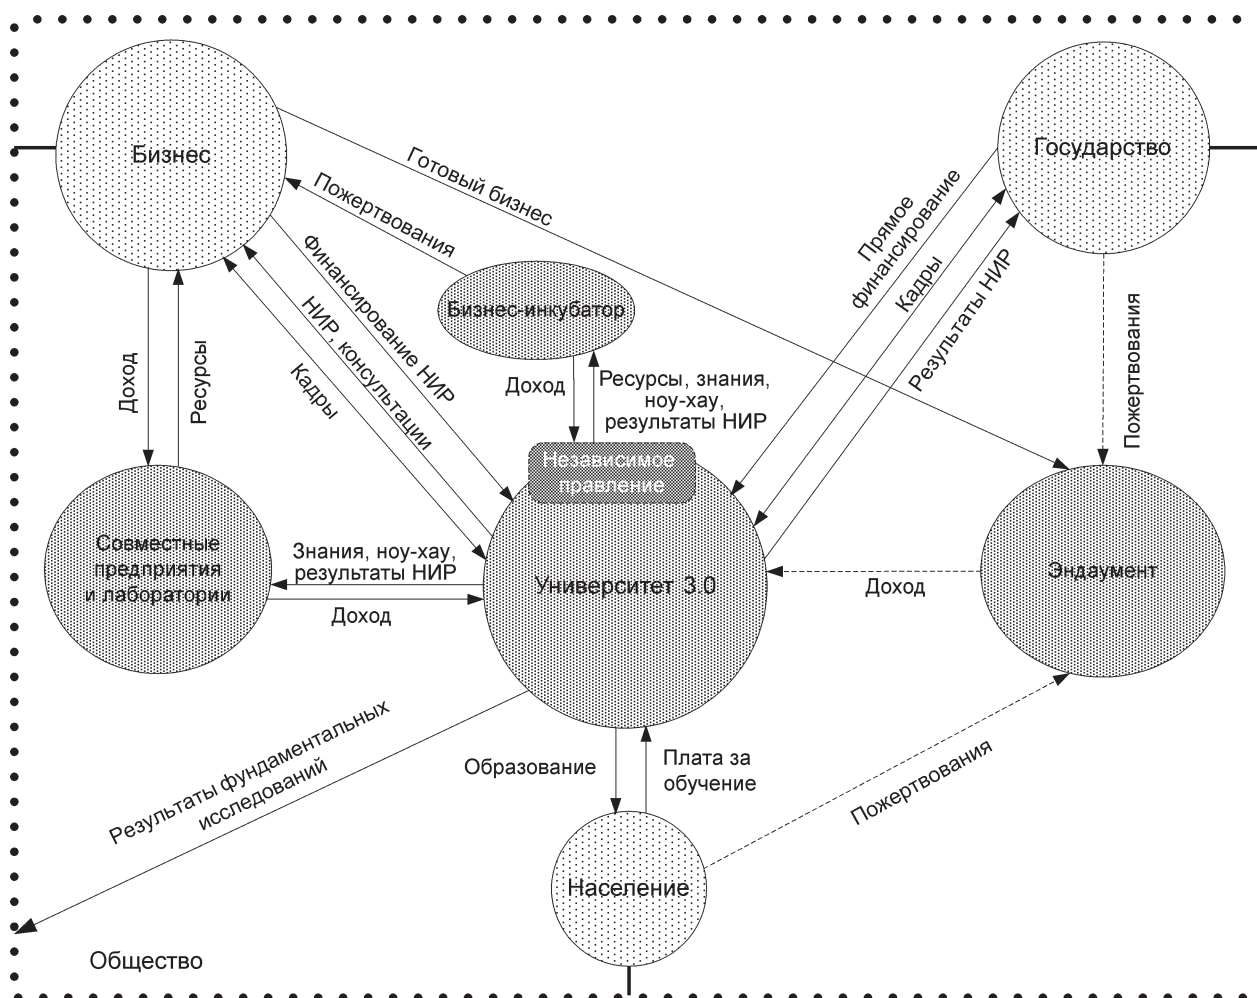 Бизнес
Государство
Готовый бизнес
Пожертвования
Прямое
финансирование
Кадры
Результаты НИР
Финансирование НИР
НИР, консультации
Кадры
Бизнес-инкубатор
Пожертвования
Доход
Ресурсы
Доход
Ресурсы, знания,
ноу-хау,
результаты НИР
Независимое
правление
Совместные
предприятия
и лаборатории
Знания, ноу-хау,
результаты НИР
Доход
Университет 3.0
Доход
Эндаумент
Результаты фундаментальных
исследований
Образование
Плата за
обучение
Пожертвования
Население
Общество